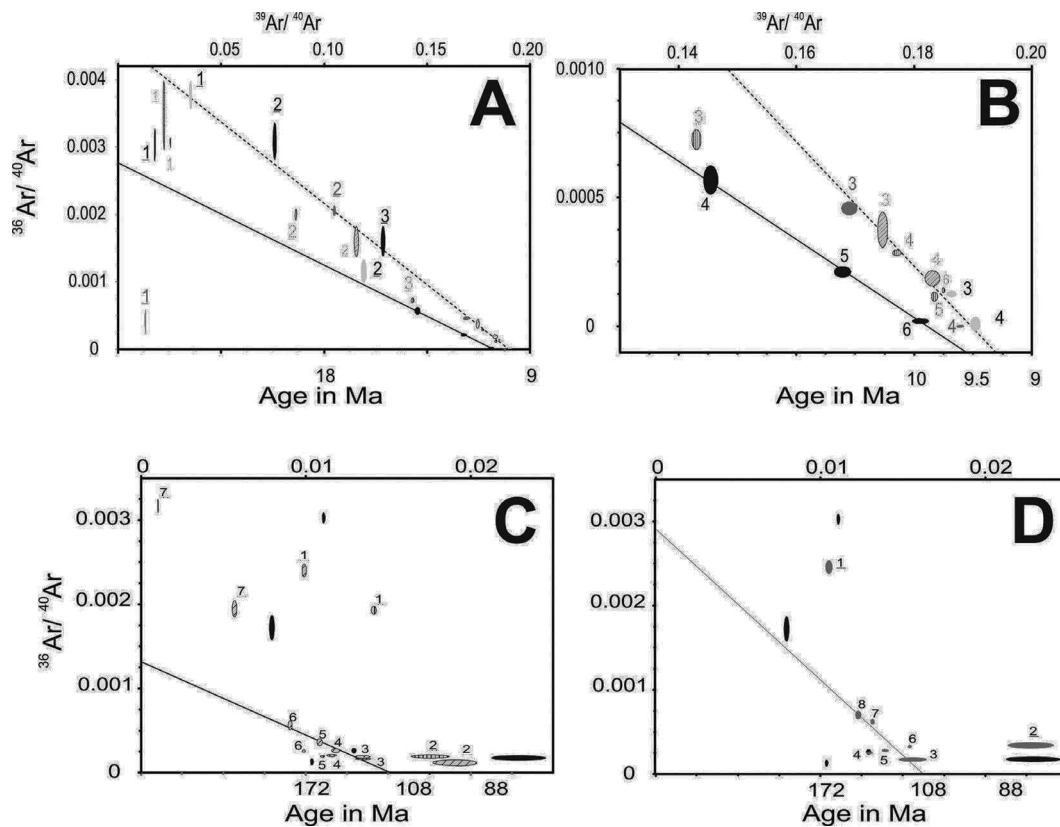 ³⁹Ar/ ⁴⁰Ar
0.05 0.10 0.15 0.20
A
³⁶Ar/ ⁴⁰Ar
0.004
0.003
0.002
0.001
0
1 1 1 1 1
2 2 2 2 2
3 3 3
18 9
Age in Ma
³⁹Ar/ ⁴⁰Ar
0.14 0.16 0.18 0.20
B
0.0010
0.0005
0
3 3 3 3
4 4 4 4 4
5 5 6 6
10 9.5 9
Age in Ma
0 0.01 0.02
C
³⁶Ar/ ⁴⁰Ar
0.003
0.002
0.001
0
7 1 7 1
6 5 4 3 2 2
6 5 4
172 108 88
Age in Ma
0 0.01 0.02
D
0.003
0.002
0.001
0
1
8 7 6 2
4 5 3
172 108 88
Age in Ma